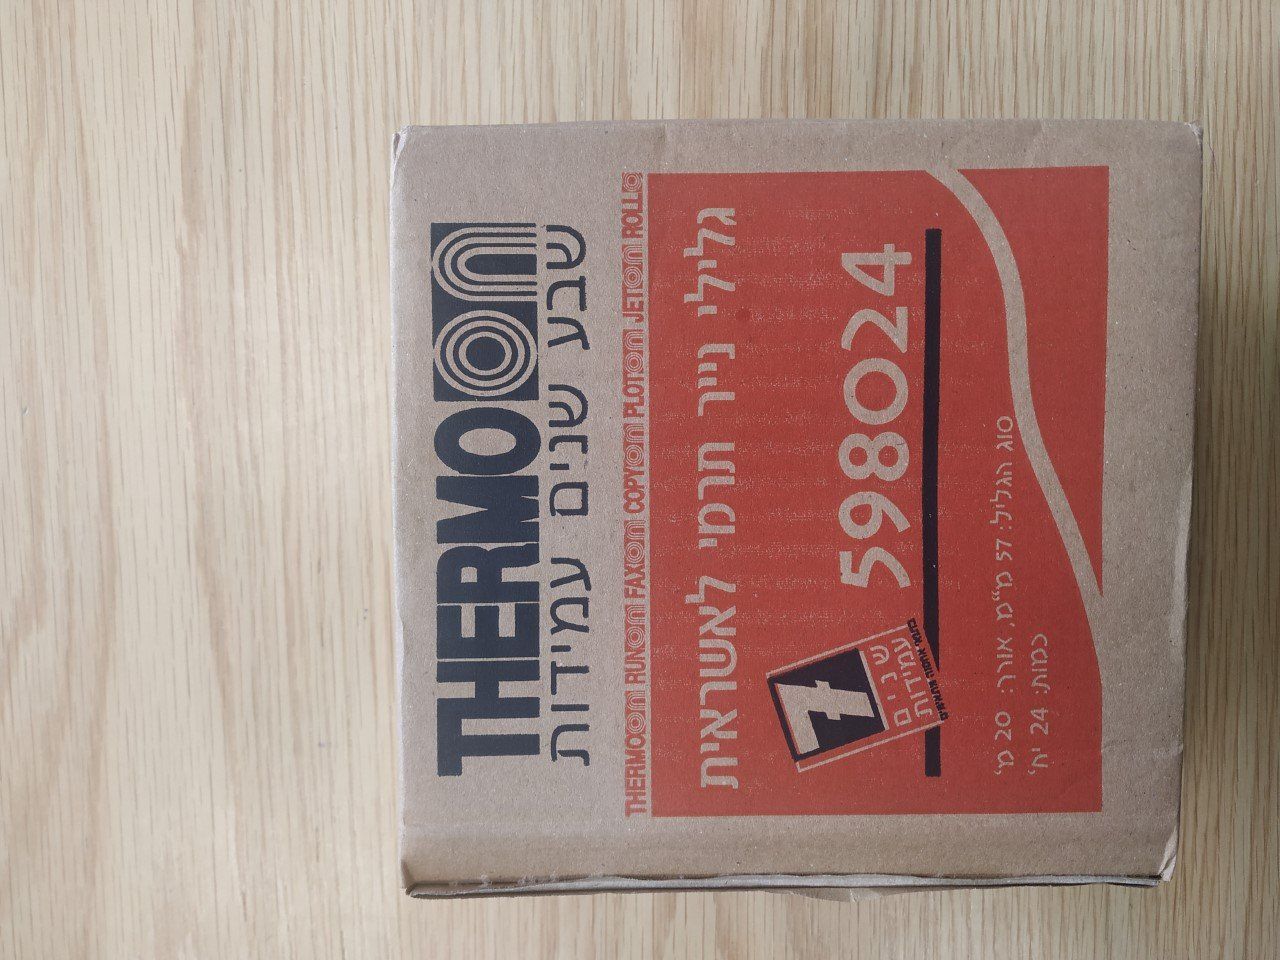 THERMOON
שבע שנים עמידות
THERMOON RUNON FAXON COPYON PLOTON JETON ROLLO
גלילי נייר תרמי לאשראית
598024
7
שנים
עמידות
סוג הגליל: 57 מ"מ, אורך: 20 מ'
כמות: 24 יח'